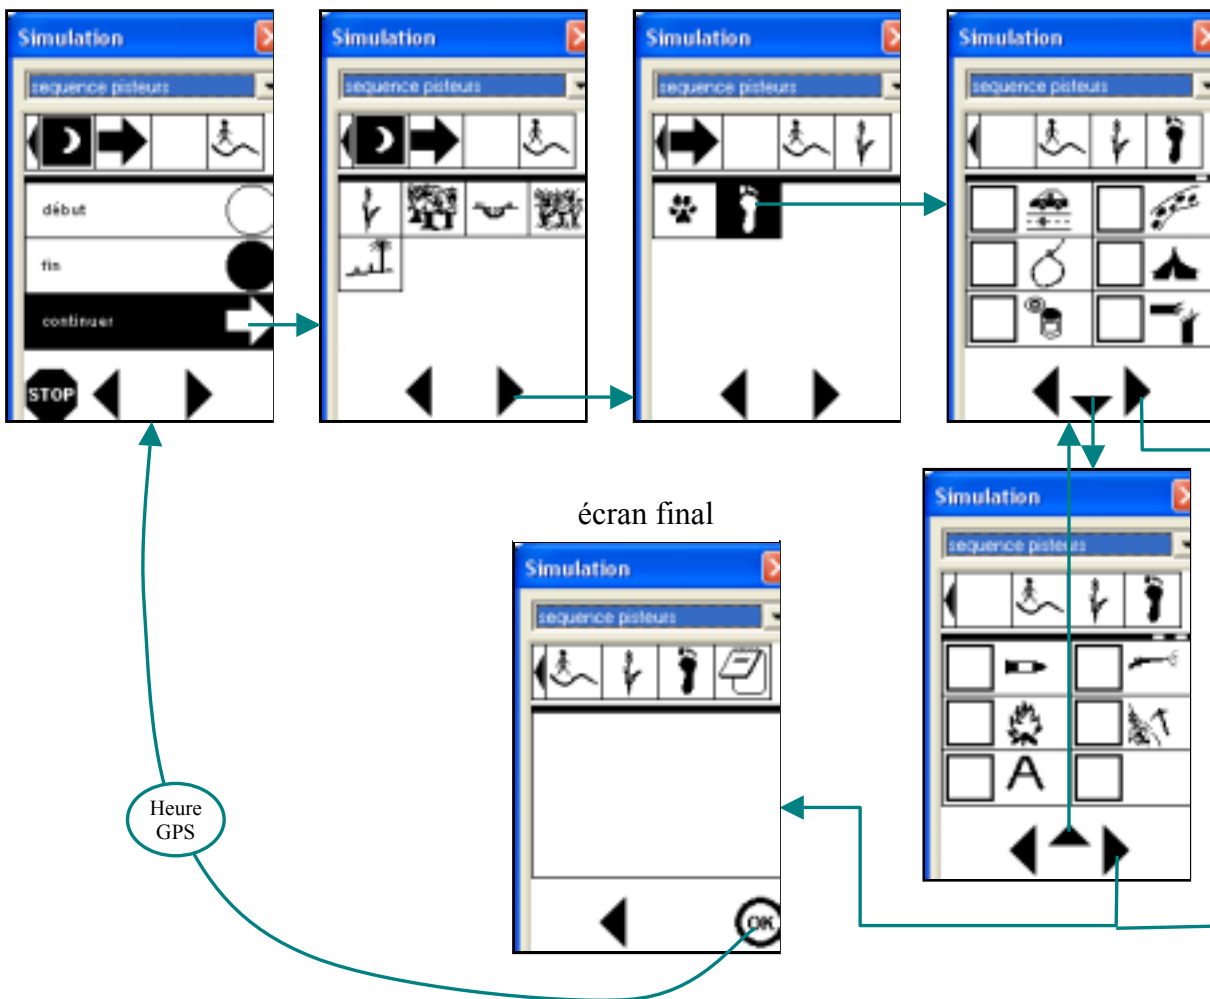 Simulation
sequence pisteurs
début
fin
continuer
STOP
Simulation
sequence pisteurs
Simulation
sequence pisteurs
Simulation
sequence pisteurs
Simulation
sequence pisteurs
A
écran final
Simulation
sequence pisteurs
OK
Heure
GPS